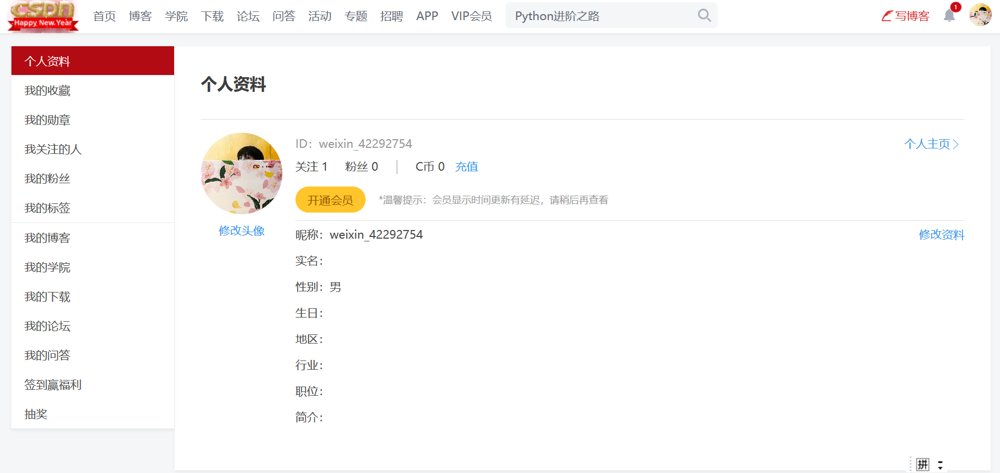 CSDN
Happy New Year
首页 博客 学院 下载 论坛 问答 活动 专题 招聘 APP VIP会员 Python进阶之路 写博客 1
个人资料
我的收藏
我的勋章
我关注的人
我的粉丝
我的标签
我的博客
我的学院
我的下载
我的论坛
我的问答
签到赢福利
抽奖
个人资料
ID：weixin_42292754 个人主页
关注 1 粉丝 0 | C币 0 充值
开通会员 *温馨提示：会员显示时间更新有延迟，请稍后再查看
修改头像
昵称：weixin_42292754 修改资料
实名：
性别：男
生日：
地区：
行业：
职位：
简介：
拼